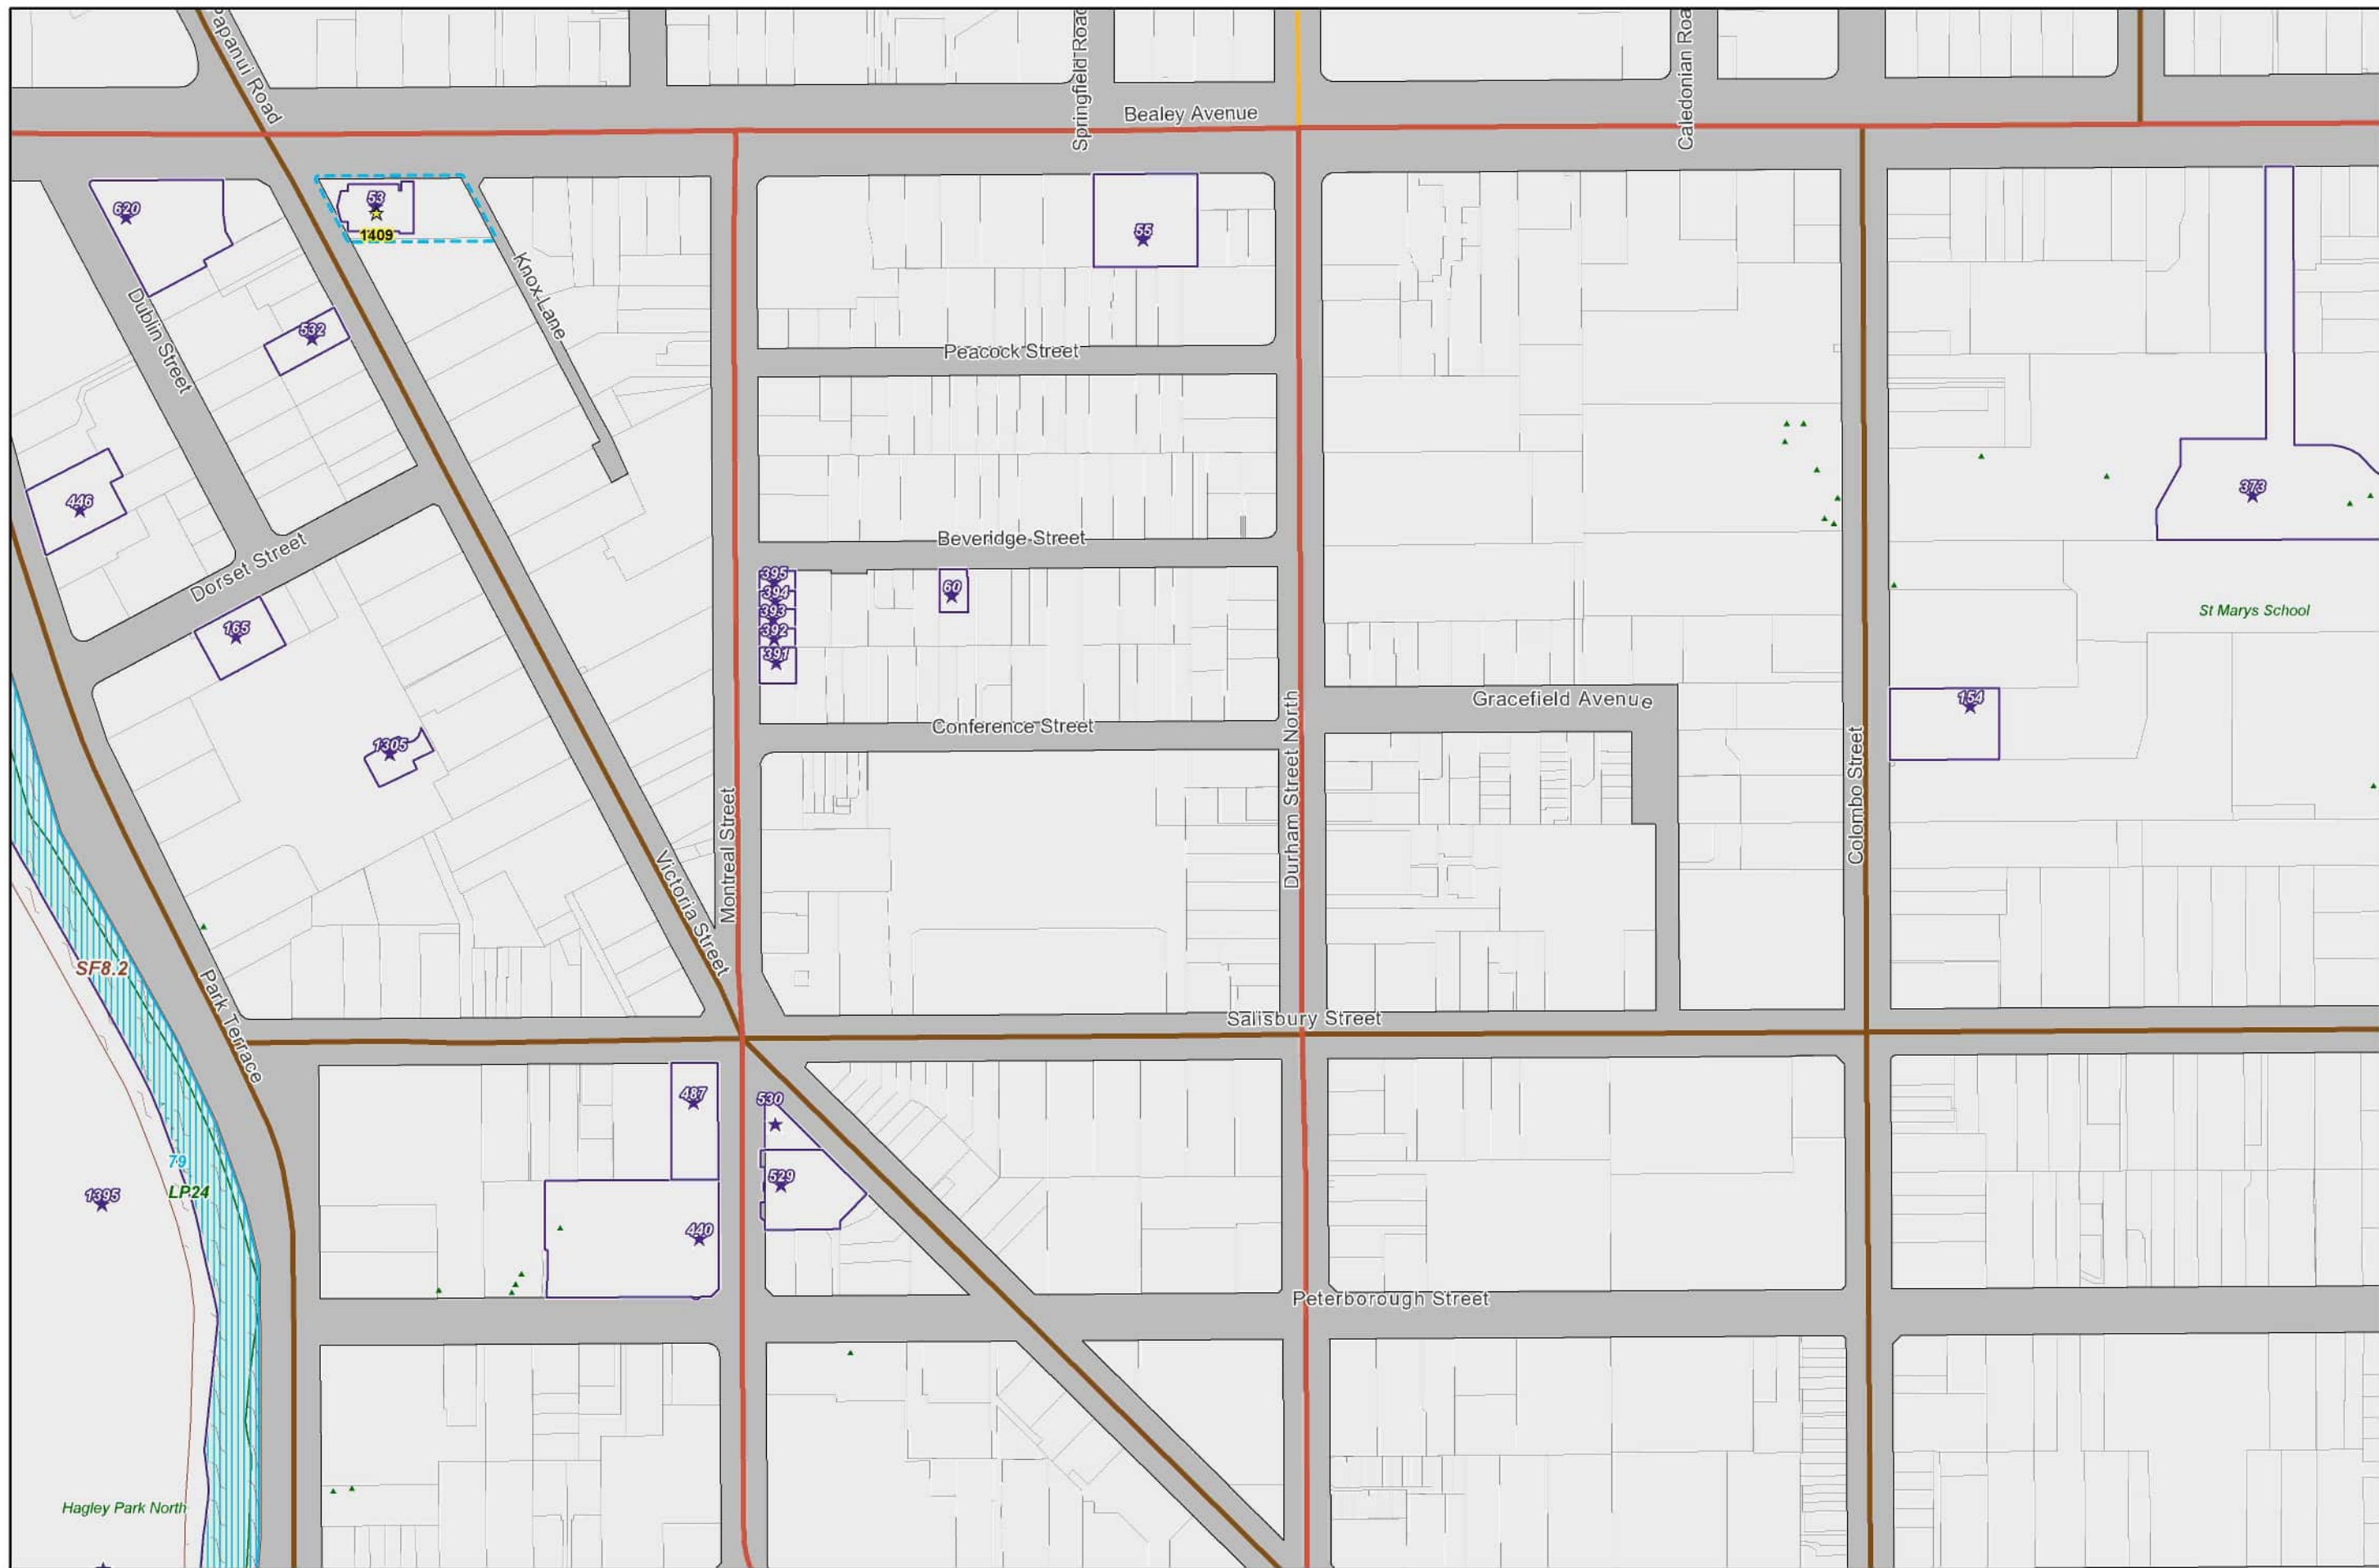 apanui Road
Springfield Road
Caledonian Roa
Bealey Avenue
53
620
1409
55
Knox Lane
Dublin Street
532
Peacock Street
446
373
Beveridge Street
Dorset Street
395
394
393
392
391
60
St Marys School
165
154
Gracefield Avenue
Conference Street
1305
Durham Street North
Colombo Street
Montreal Street
Victoria Street
SF8.2
Park Terrace
Salisbury Street
487
530
79
529
LP24
1395
440
Peterborough Street
Hagley Park North